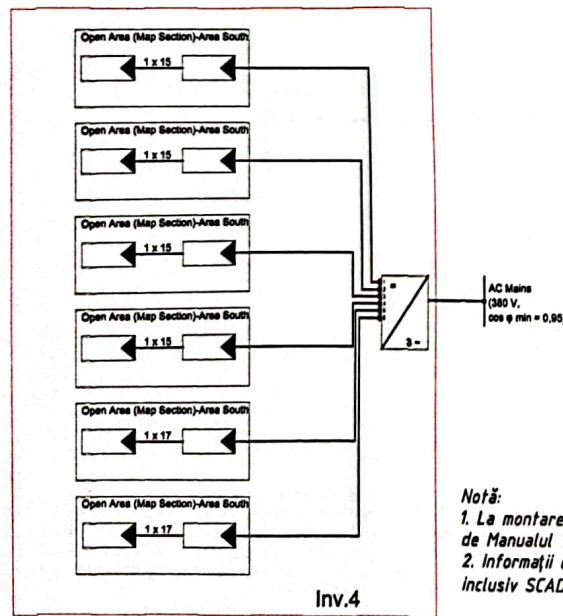 Open Area (Map Section)-Area South
1 x 15
Open Area (Map Section)-Area South
1 x 15
Open Area (Map Section)-Area South
1 x 15
Open Area (Map Section)-Area South
1 x 15
Open Area (Map Section)-Area South
1 x 17
Open Area (Map Section)-Area South
1 x 17
=
3 ~
AC Mains
(380 V,
cos φ min = 0,95)
Inv.4
Notă:
1. La montare
de Manualul
2. Informații
inclusiv SCAD